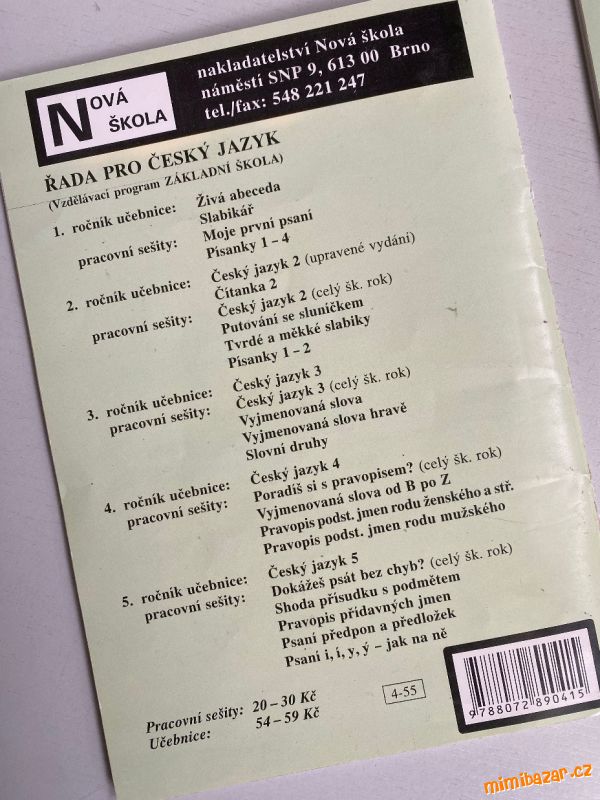 NOVÁ
ŠKOLA
nakladatelství Nová škola
náměstí SNP 9, 613 00 Brno
tel./fax: 548 221 247
ŘADA PRO ČESKÝ JAZYK
(Vzdělávací program ZÁKLADNÍ ŠKOLA)
1. ročník učebnice: Živá abeceda
Slabikář
pracovní sešity: Moje první psaní
Písanky 1 – 4
2. ročník učebnice: Český jazyk 2 (upravené vydání)
Čítanka 2
pracovní sešity: Český jazyk 2 (celý šk. rok)
Putování se sluníčkem
Tvrdé a měkké slabiky
Písanky 1 – 2
3. ročník učebnice: Český jazyk 3
pracovní sešity: Český jazyk 3 (celý šk. rok)
Vyjmenovaná slova
Vyjmenovaná slova hravě
Slovní druhy
4. ročník učebnice: Český jazyk 4
pracovní sešity: Poradíš si s pravopisem? (celý šk. rok)
Vyjmenovaná slova od B po Z
Pravopis podst. jmen rodu ženského a stř.
Pravopis podst. jmen rodu mužského
5. ročník učebnice: Český jazyk 5
pracovní sešity: Dokážeš psát bez chyb? (celý šk. rok)
Shoda přísudku s podmětem
Pravopis přídavných jmen
Psaní předpon a předložek
Psaní i, í, y, ý – jak na ně
Pracovní sešity: 20 – 30 Kč
Učebnice: 54 – 59 Kč
4-55
9 788072 890415
mimibazar.cz